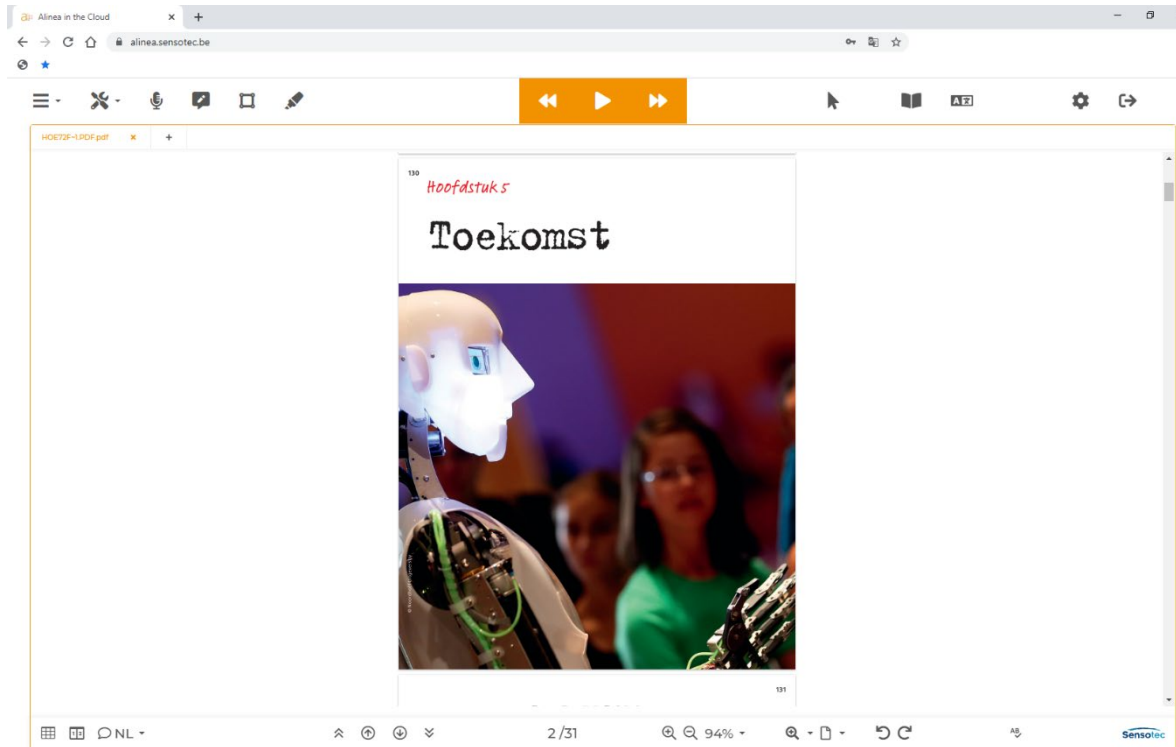 Alinea in the Cloud
alinea.sensotec.be
HOE72F~1.PDF.pdf
130
Hoofdstuk 5
Toekomst
131
NL
2 /31
94%
Sensotec